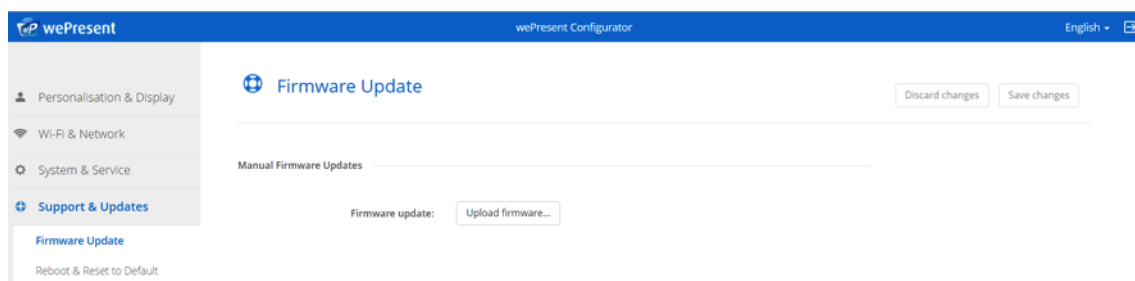 wePresent
wePresent Configurator
English
Personalisation & Display
Wi-Fi & Network
System & Service
Support & Updates
Firmware Update
Reboot & Reset to Default
Firmware Update
Discard changes
Save changes
Manual Firmware Updates
Firmware update:
Upload firmware...